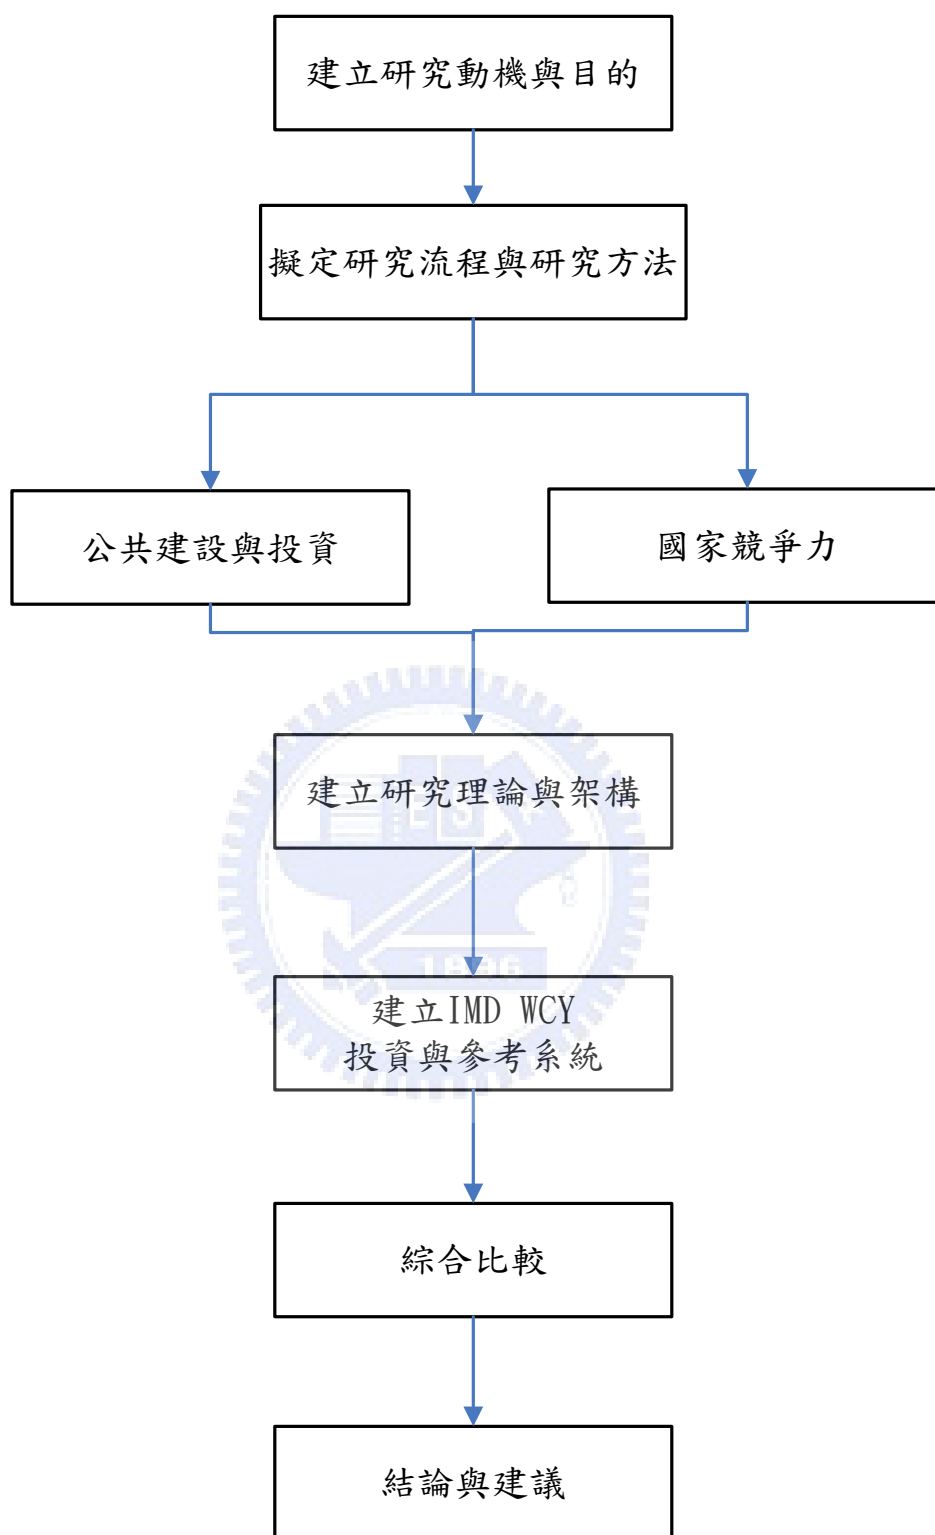 建立研究動機與目的
擬定研究流程與研究方法
公共建設與投資
國家競爭力
建立研究理論與架構
建立IMD WCY
投資與參考系統
1896
綜合比較
結論與建議